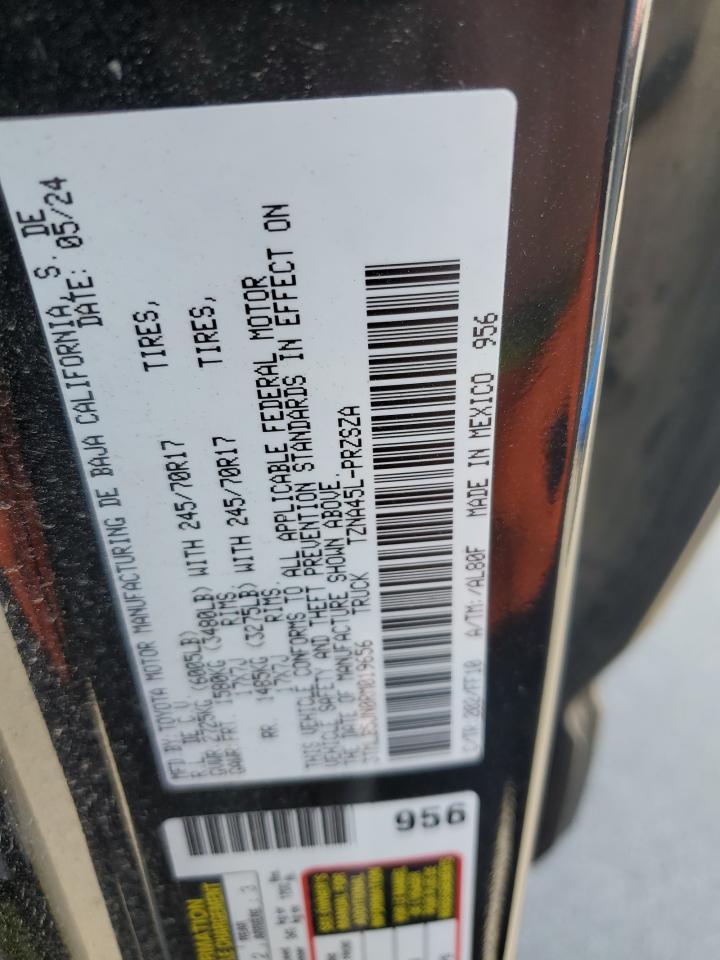 MFD BY: TOYOTA MOTOR MANUFACTURING DE BAJA CALIFORNIA, S. DE
R.L. DE C.V DATE: 05/24
GVWR 2725KG (6005LB)
GAWR: FRT. 1580KG (3480LB) WITH 245/70R17 TIRES,
17X7J RIMS.
RR. 1485KG (3275LB) WITH 245/70R17 TIRES,
17X7J RIMS.
THIS VEHICLE CONFORMS TO ALL APPLICABLE FEDERAL MOTOR
VEHICLE SAFETY AND THEFT PREVENTION STANDARDS IN EFFECT ON
THE DATE OF MANUFACTURE SHOWN ABOVE.
TRUCK TZNA45L-PRZSZA
C/TR: 202/FF10 A/TM: /AL80F MADE IN MEXICO 956
956